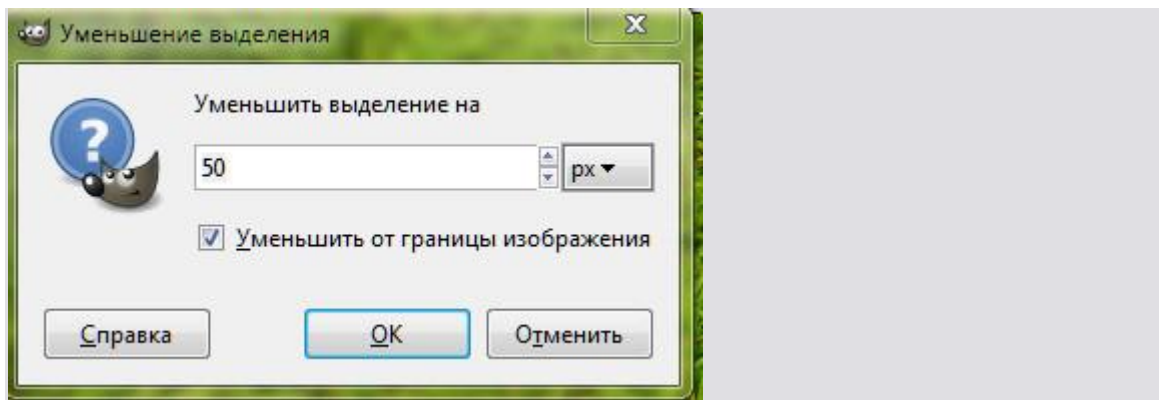 Уменьшение выделения
Уменьшить выделение на
50 px
Уменьшить от границы изображения
Справка OK Отменить